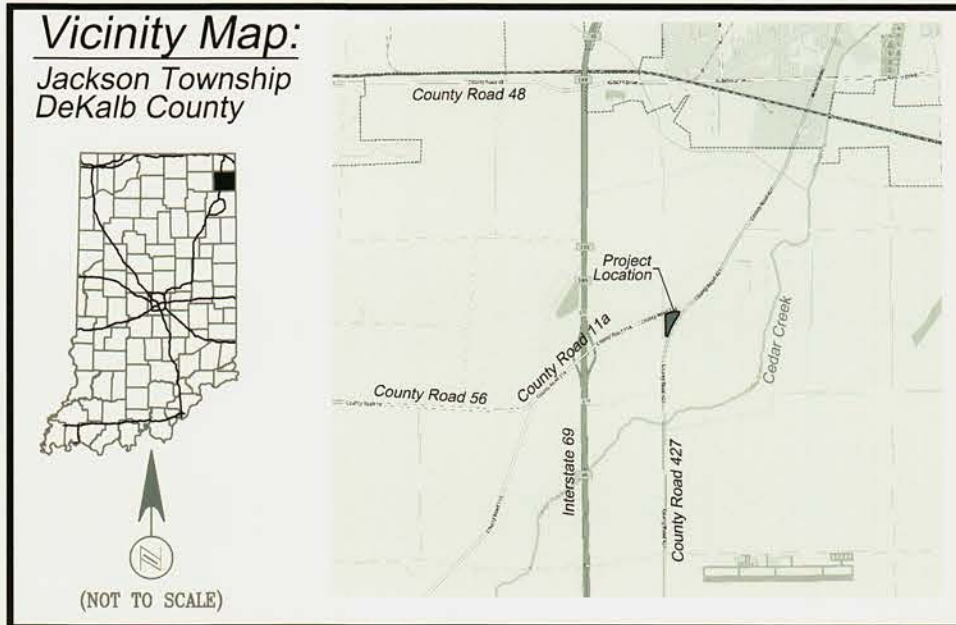 Vicinity Map:
Jackson Township
DeKalb County
(NOT TO SCALE)
County Road 48
Project
Location
County Road 11a
County Road 56
Interstate 69
County Road 427
Cedar Creek